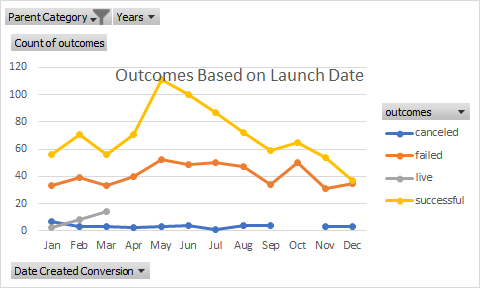 Parent Category Years
Count of outcomes
Outcomes Based on Launch Date
120
100
80
60
40
20
0
Jan Feb Mar Apr May Jun Jul Aug Sep Oct Nov Dec
outcomes
canceled
failed
live
successful
Date Created Conversion